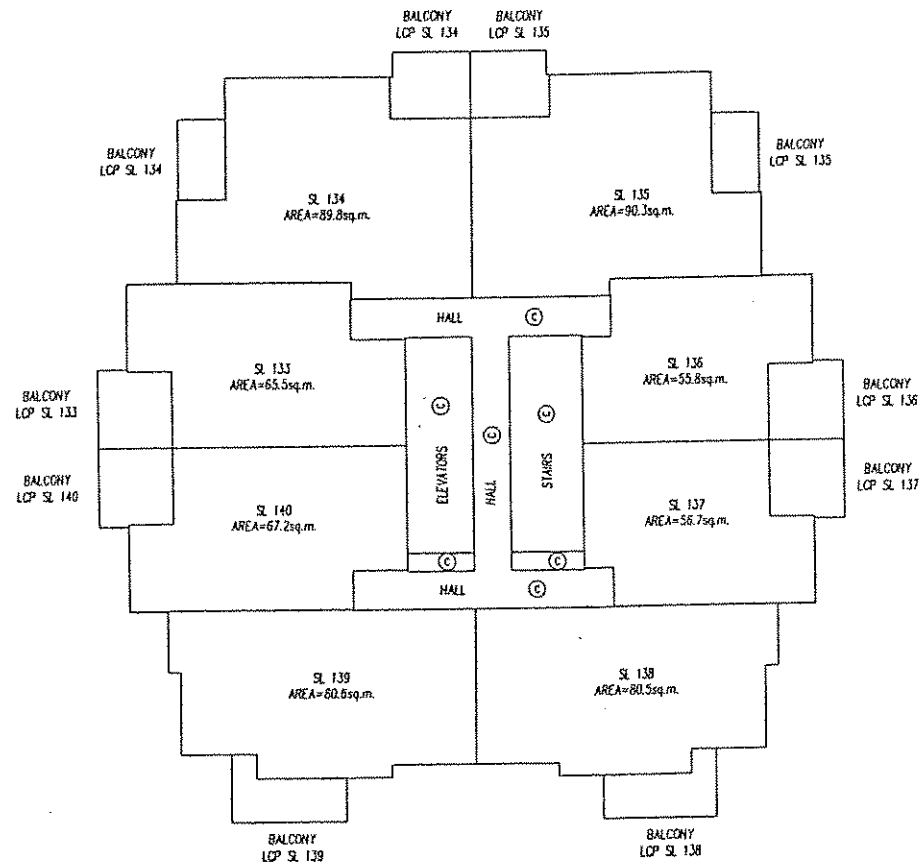 BALCONY
LCP SL 134
BALCONY
LCP SL 135
BALCONY
LCP SL 134
BALCONY
LCP SL 135
SL 134
AREA=89.8sq.m.
SL 135
AREA=90.3sq.m.
HALL
C
SL 133
AREA=65.5sq.m.
SL 136
AREA=55.8sq.m.
BALCONY
LCP SL 133
BALCONY
LCP SL 136
C
C
C
ELEVATORS
HALL
STAIRS
BALCONY
LCP SL 140
BALCONY
LCP SL 137
SL 140
AREA=67.2sq.m.
SL 137
AREA=56.7sq.m.
C
C
HALL
C
SL 139
AREA=80.6sq.m.
SL 138
AREA=80.5sq.m.
BALCONY
LCP SL 139
BALCONY
LCP SL 138